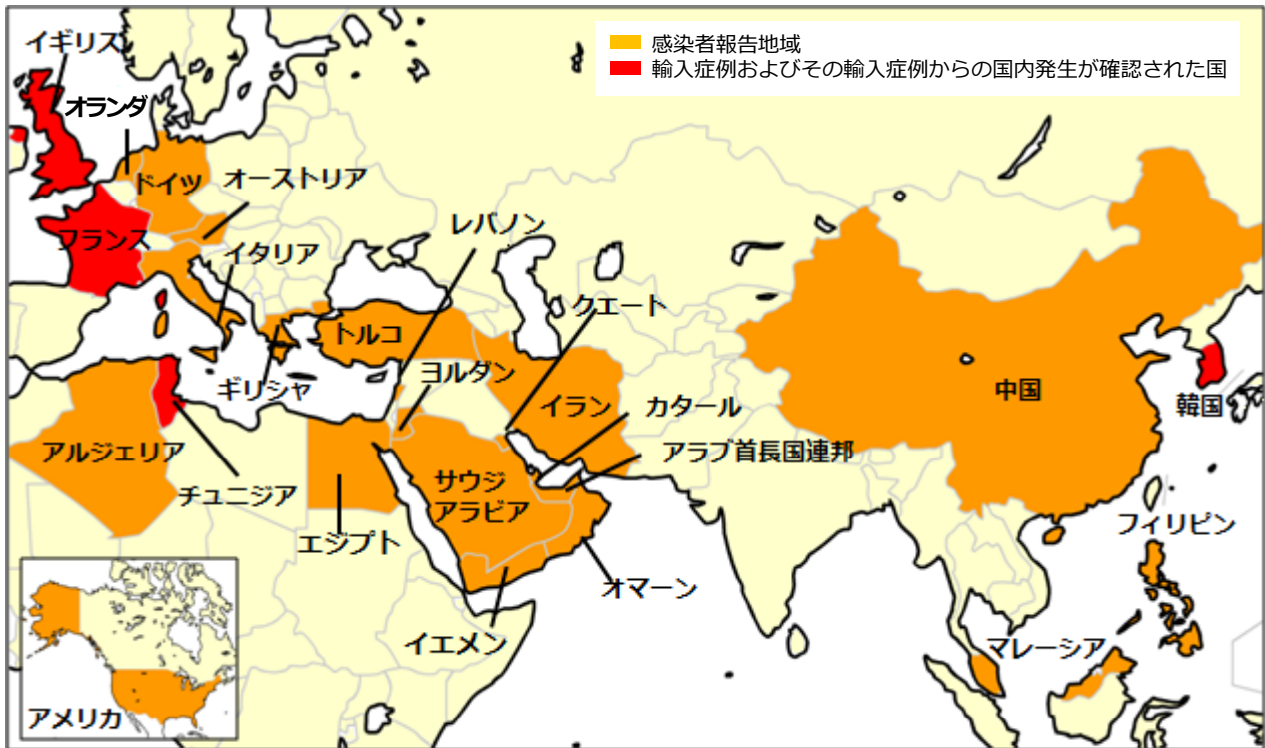 感染者報告地域
輸入症例およびその輸入症例からの国内発生が確認された国
イギリス
オランダ
ドイツ
オーストリア
フランス
イタリア
レバノン
クエート
トルコ
ギリシャ
ヨルダン
イラン
カタール
中国
韓国
アルジェリア
チュニジア
サウジ
アラビア
アラブ首長国連邦
エジプト
フィリピン
オマーン
イエメン
マレーシア
アメリカ